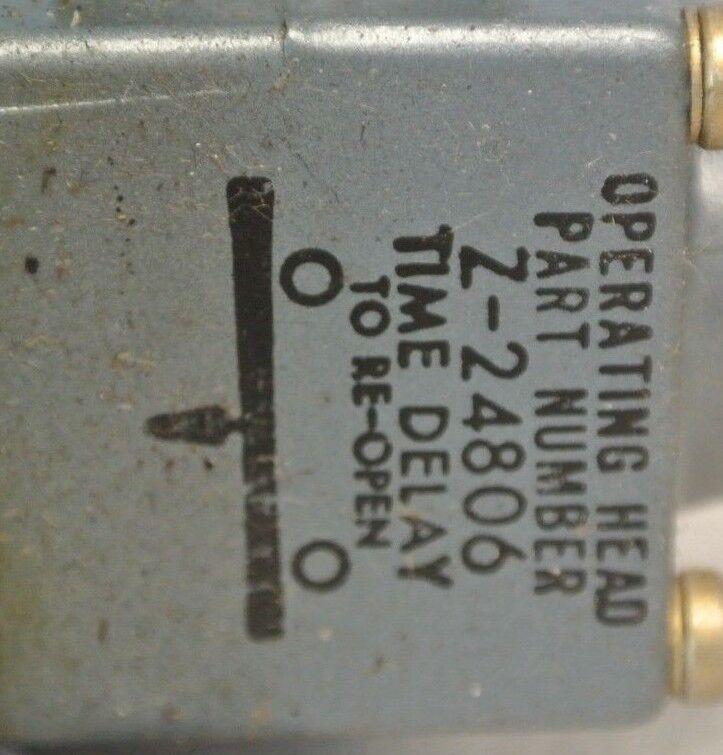 OPERATING HEAD
PART NUMBER
Z-24806
TIME DELAY
TO RE-OPEN